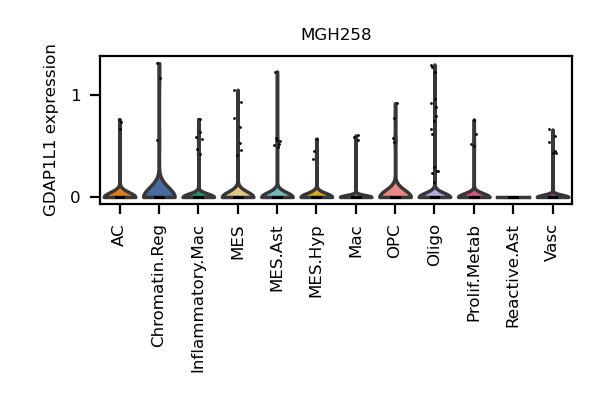 MGH258
GDAP1L1 expression
1
0
AC
Chromatin.Reg
Inflammatory.Mac
MES
MES.Ast
MES.Hyp
Mac
OPC
Oligo
Prolif.Metab
Reactive.Ast
Vasc